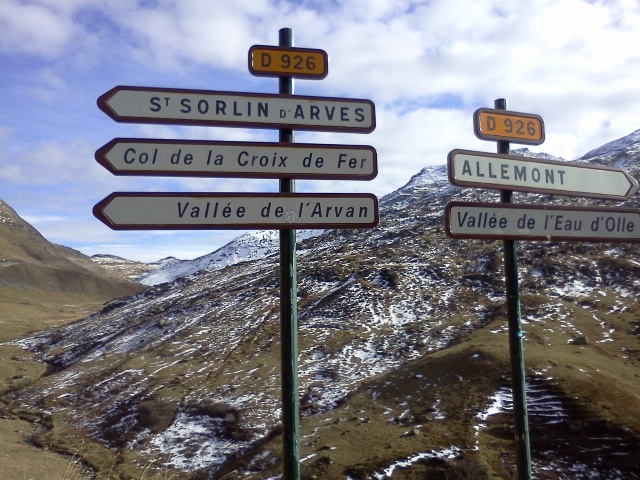 D 926
ST SORLIN D'ARVES
Col de la Croix de Fer
Vallée de l'Arvan
D 926
ALLEMONT
Vallée de l'Eau d'Olle